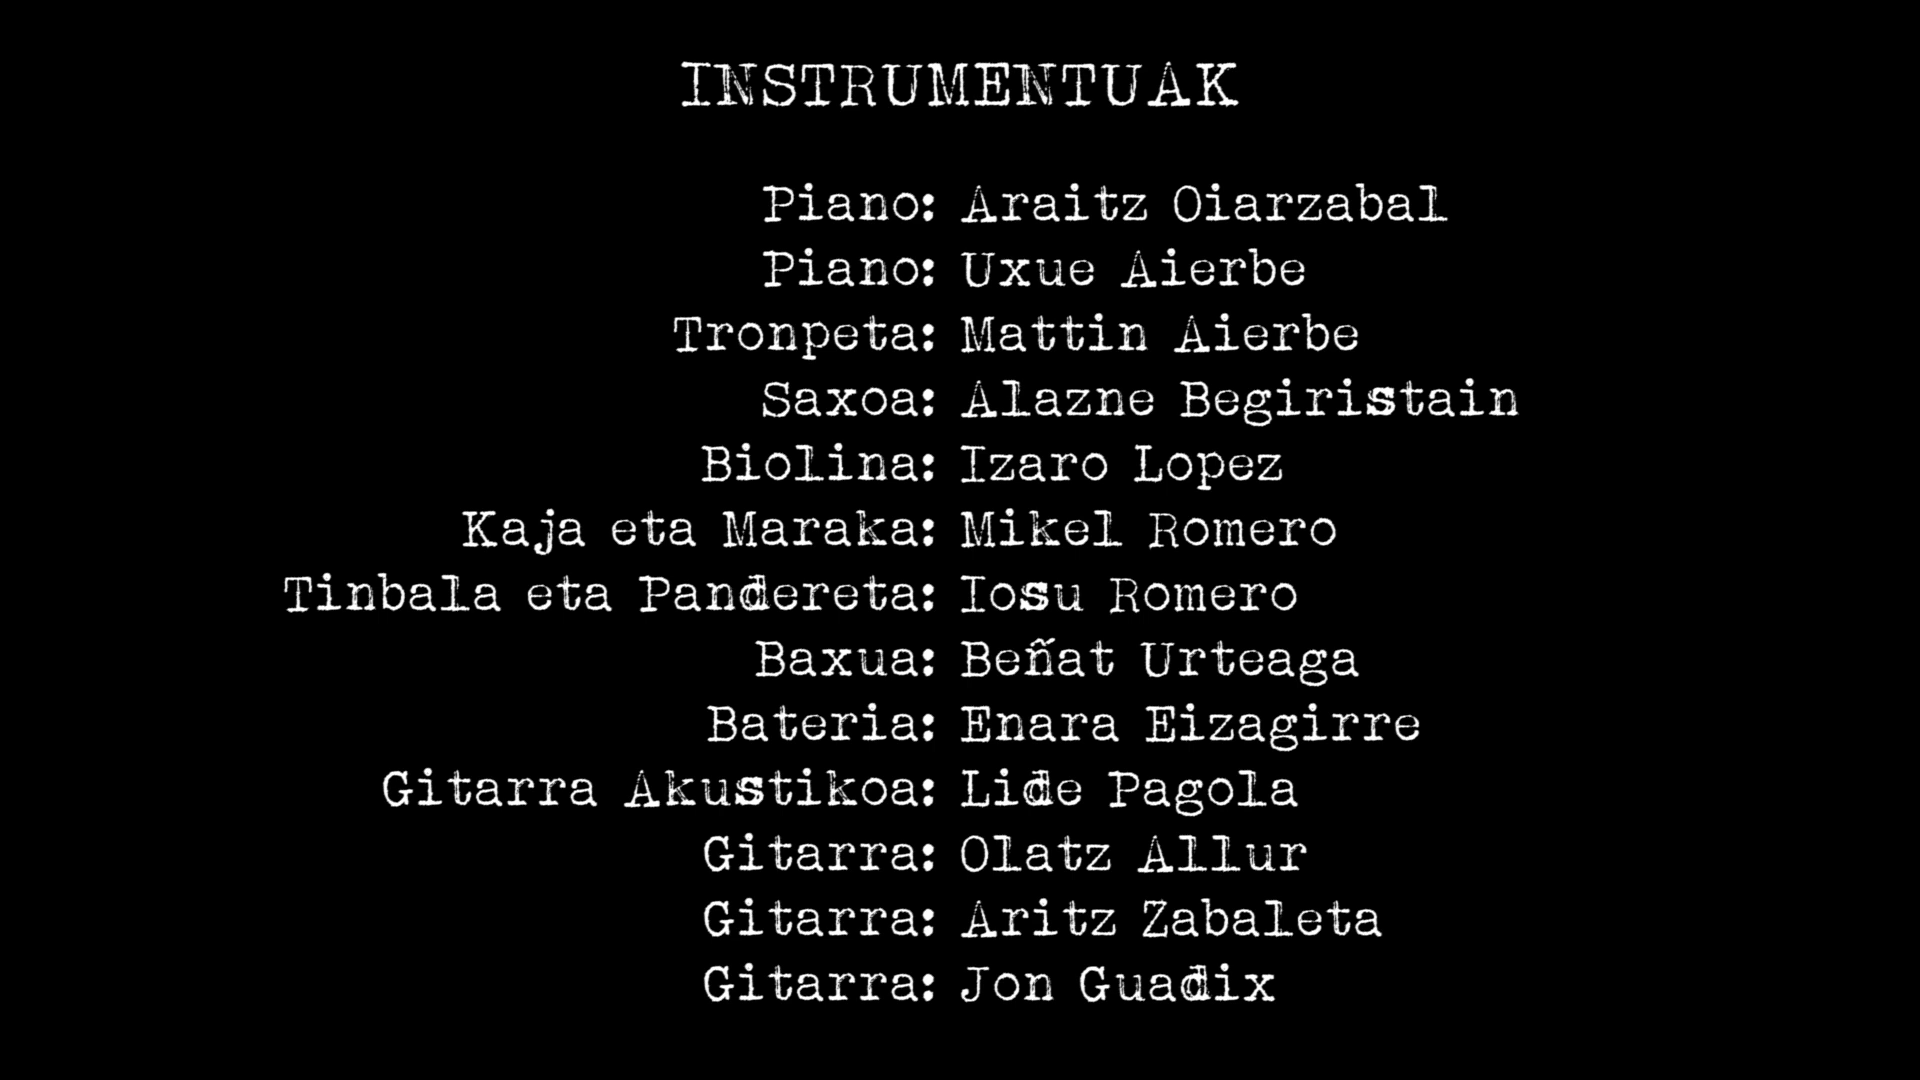 INSTRUMENTUAK
Piano: Araitz Oiarzabal
Piano: Uxue Aierbe
Tronpeta: Mattin Aierbe
Saxoa: Alazne Begiristain
Biolina: Izaro Lopez
Kaja eta Maraka: Mikel Romero
Tinbala eta Pandereta: Iosu Romero
Baxua: Beñat Urteaga
Bateria: Enara Eizagirre
Gitarra Akustikoa: Lide Pagola
Gitarra: Olatz Allur
Gitarra: Aritz Zabaleta
Gitarra: Jon Guadix